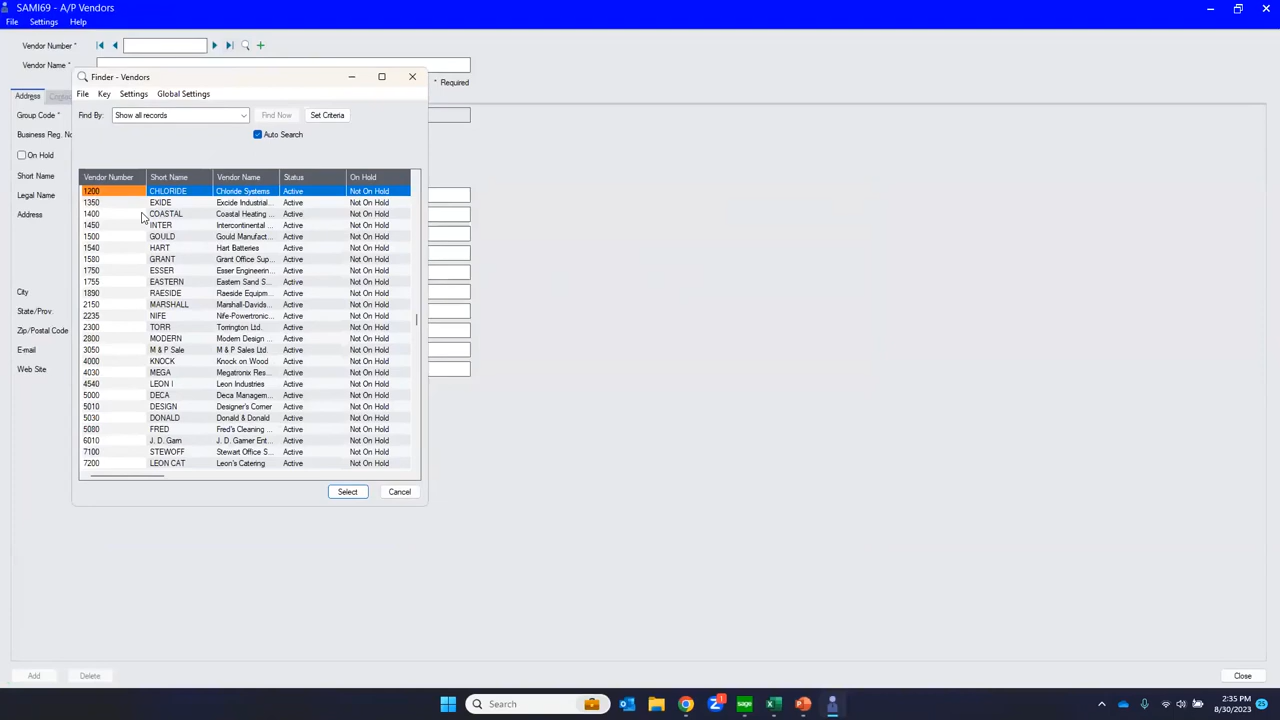 SAMI69 - A/P Vendors
File Settings Help
Vendor Number *
Vendor Name *
* Required
Address
Group Code *
Business Reg. No
On Hold
Short Name
Legal Name
Address
City
State/Prov.
Zip/Postal Code
E-mail
Web Site
Finder - Vendors
File Key Settings Global Settings
Find By: Show all records Find Now Set Criteria
Auto Search
Vendor Number Short Name Vendor Name Status On Hold
1200 CHLORIDE Chloride Systems Active Not On Hold
1350 EXIDE Excide Industrial... Active Not On Hold
1400 COASTAL Coastal Heating ... Active Not On Hold
1450 INTER Intercontinental ... Active Not On Hold
1500 GOULD Gould Manufact... Active Not On Hold
1540 HART Hart Batteries Active Not On Hold
1580 GRANT Grant Office Sup... Active Not On Hold
1750 ESSER Esser Engineerin... Active Not On Hold
1755 EASTERN Eastern Sand S... Active Not On Hold
1890 RAESIDE Raeside Equipm... Active Not On Hold
2150 MARSHALL Marshall-Davids... Active Not On Hold
2235 NIFE Nife-Powertronic... Active Not On Hold
2300 TORR Torrington Ltd. Active Not On Hold
2800 MODERN Modern Design ... Active Not On Hold
3050 M & P Sale M & P Sales Ltd. Active Not On Hold
4000 KNOCK Knock on Wood Active Not On Hold
4030 MEGA Megatronix Res... Active Not On Hold
4540 LEON I Leon Industries Active Not On Hold
5000 DECA Deca Managem... Active Not On Hold
5010 DESIGN Designer's Corner Active Not On Hold
5030 DONALD Donald & Donald Active Not On Hold
5080 FRED Fred's Cleaning ... Active Not On Hold
6010 J. D. Garn J. D. Garner Ent... Active Not On Hold
7100 STEWOFF Stewart Office S... Active Not On Hold
7200 LEON CAT Leon's Catering Active Not On Hold
Select Cancel
Add Delete Close
Search
sage
2:35 PM
8/30/2023